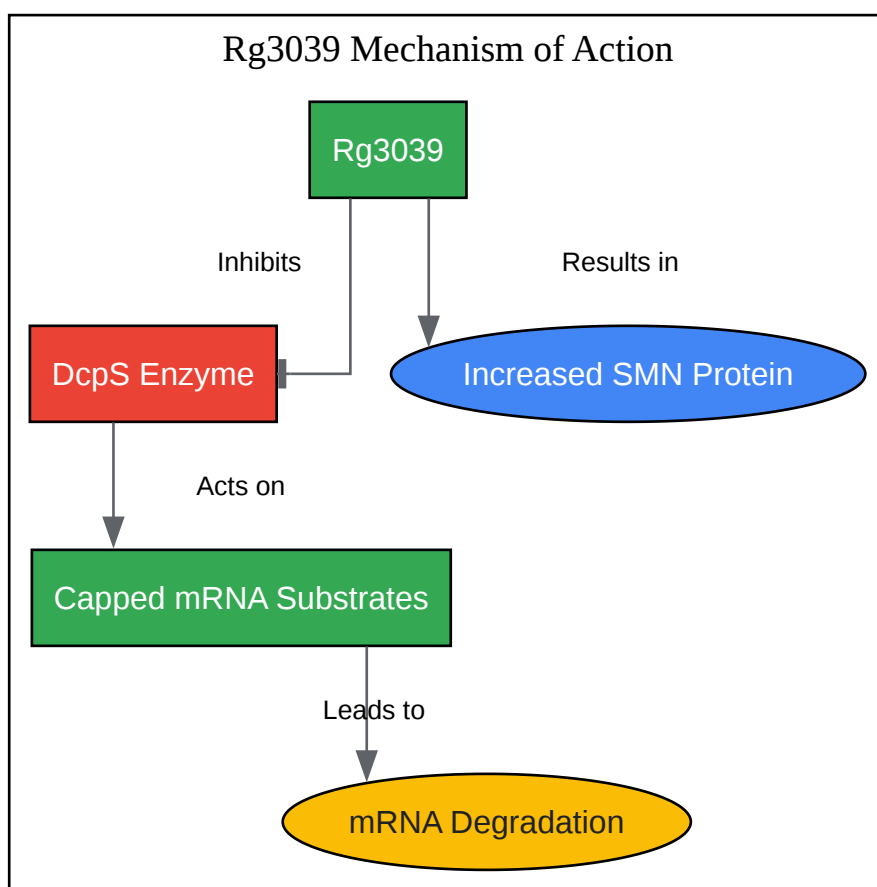 Rg3039 Mechanism of Action
Rg3039
Inhibits
Results in
DcpS Enzyme
Increased SMN Protein
Acts on
Capped mRNA Substrates
Leads to
mRNA Degradation